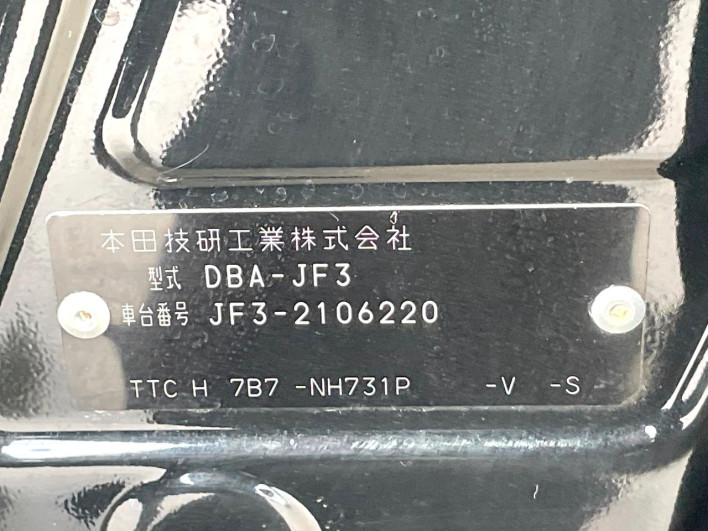 本田技研工業株式会社
型式 DBA-JF3
車台番号 JF3-2106220
TTC H 7B7 -NH731P -V -S